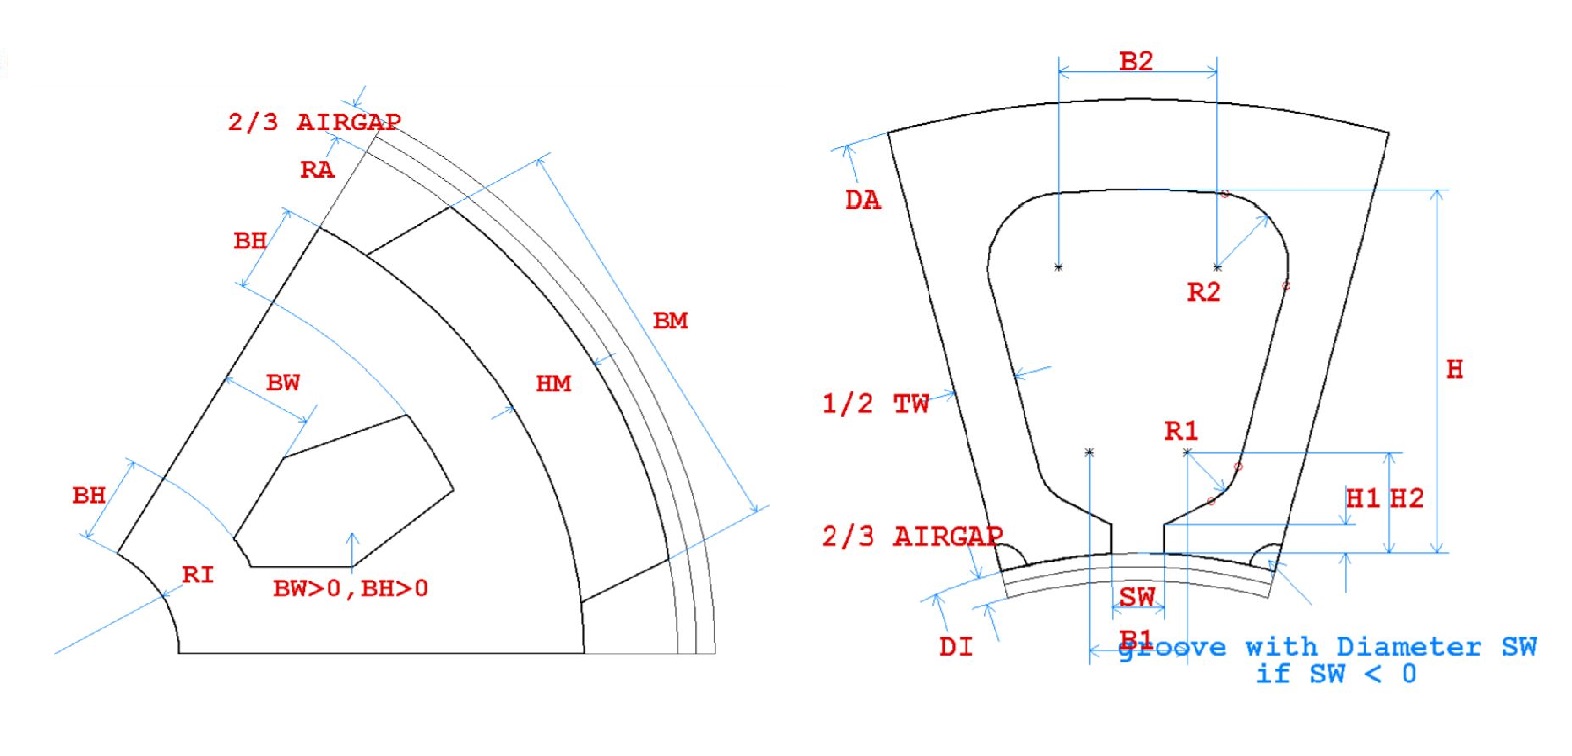 2/3 AIRGAP
RA
BH
BM
BW
HM
BH
RI
BW>0,BH>0
B2
DA
R2
H
1/2 TW
R1
H1
H2
2/3 AIRGAP
SW
DI
B1
groove with Diameter SW
if SW < 0